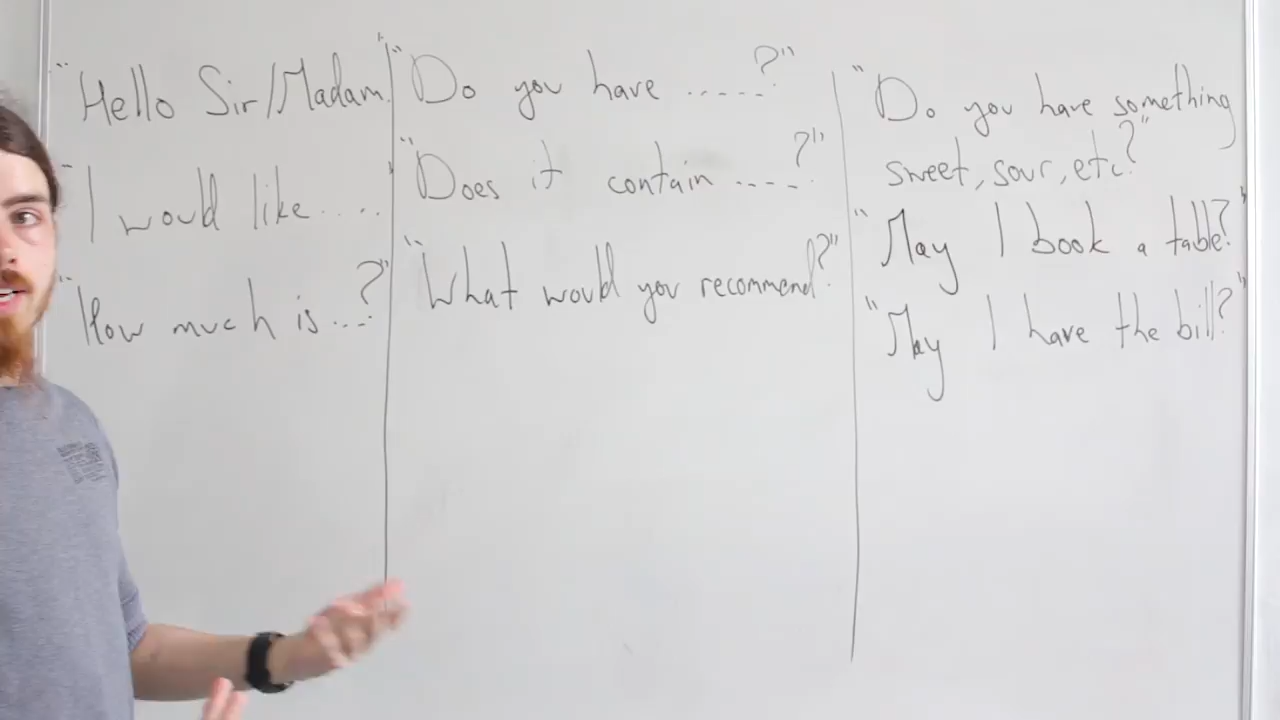 "Hello Sir/Madam
"I would like.....
"How much is....?"
"Do you have ......?"
"Does it contain .....?"
"What would you recommend?"
"Do you have something
sweet, sour, etc.?"
"May I book a table?"
"May I have the bill?"